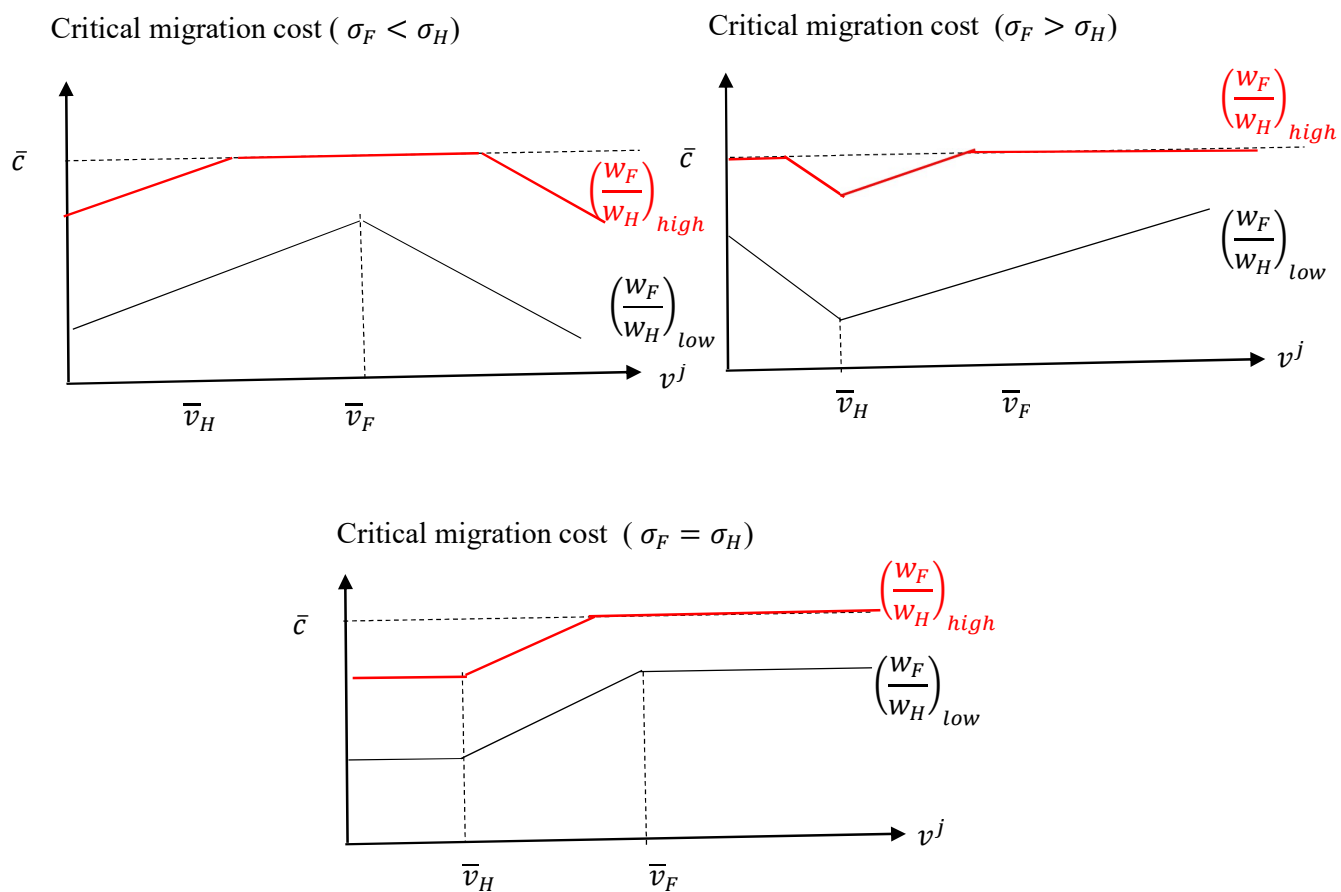 Critical migration cost ( σ_F < σ_H)
c̄
(w_F/w_H)_high
(w_F/w_H)_low
v^j
v̄_H
v̄_F
Critical migration cost (σ_F > σ_H)
(w_F/w_H)_high
c̄
(w_F/w_H)_low
v^j
v̄_H
v̄_F
Critical migration cost ( σ_F = σ_H)
c̄
(w_F/w_H)_high
(w_F/w_H)_low
v^j
v̄_H
v̄_F